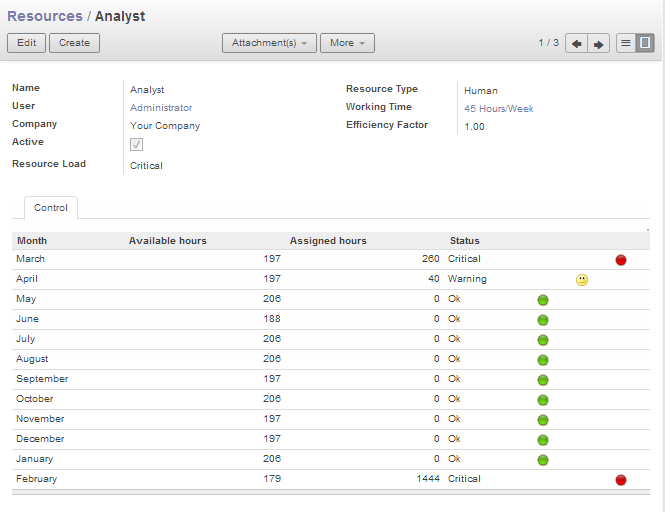 Resources / Analyst
Edit Create Attachment(s) More 1 / 3
Name Analyst Resource Type Human
User Administrator Working Time 45 Hours/Week
Company Your Company Efficiency Factor 1.00
Active
Resource Load Critical
Control
Month Available hours Assigned hours Status
March 197 260 Critical
April 197 40 Warning
May 206 0 Ok
June 188 0 Ok
July 206 0 Ok
August 206 0 Ok
September 197 0 Ok
October 206 0 Ok
November 197 0 Ok
December 197 0 Ok
January 206 0 Ok
February 179 1444 Critical